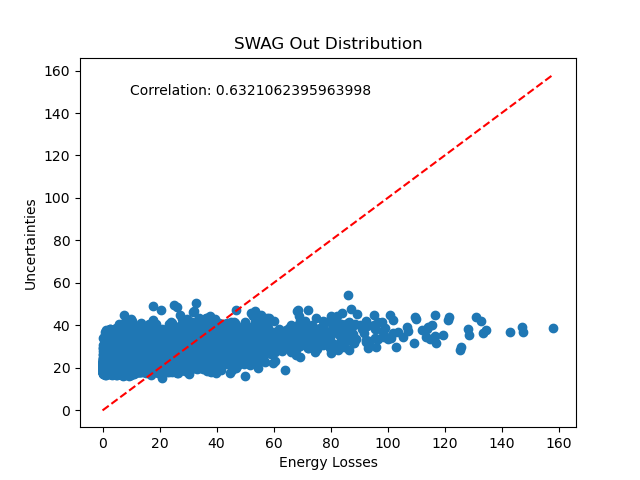 SWAG Out Distribution
Correlation: 0.6321062395963998
Uncertainties
160
140
120
100
80
60
40
20
0
0 20 40 60 80 100 120 140 160
Energy Losses